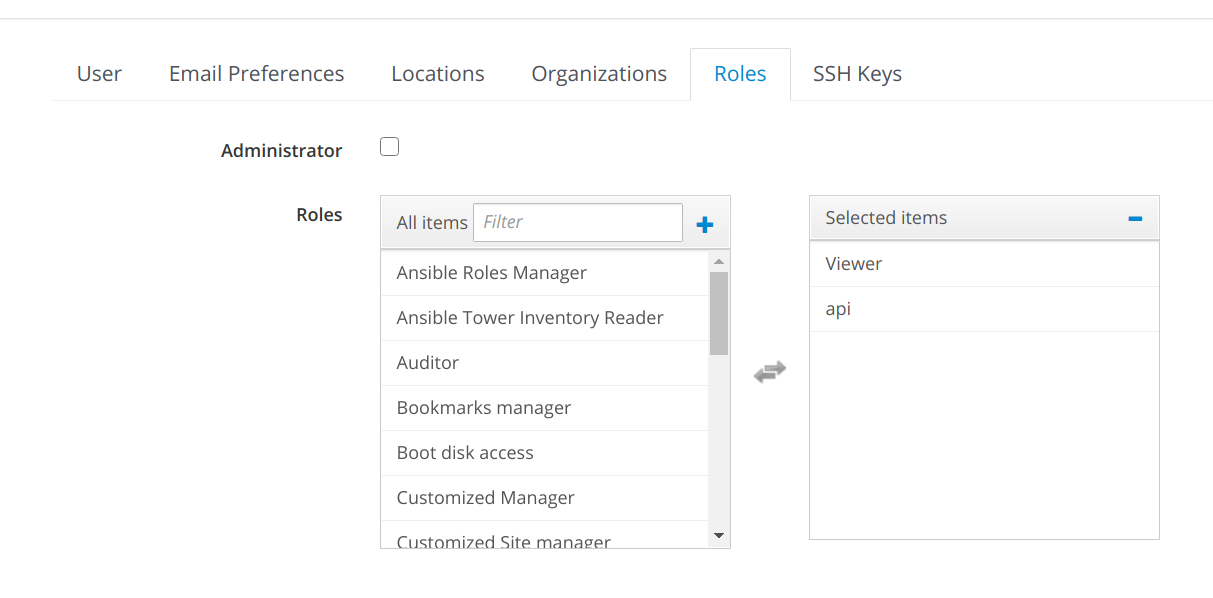 User Email Preferences Locations Organizations Roles SSH Keys
Administrator
Roles
All items Filter
Ansible Roles Manager
Ansible Tower Inventory Reader
Auditor
Bookmarks manager
Boot disk access
Customized Manager
Customized Site manager
Selected items
Viewer
api